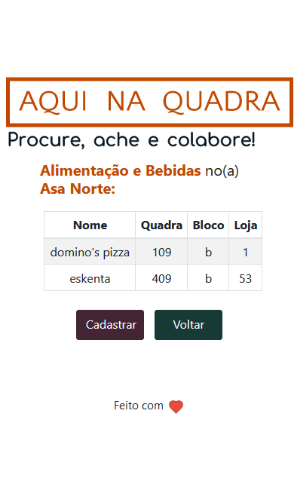 AQUI NA QUADRA
Procure, ache e colabore!
Alimentação e Bebidas no(a)
Asa Norte:
Nome Quadra Bloco Loja
domino's pizza 109 b 1
eskenta 409 b 53
Cadastrar Voltar
Feito com